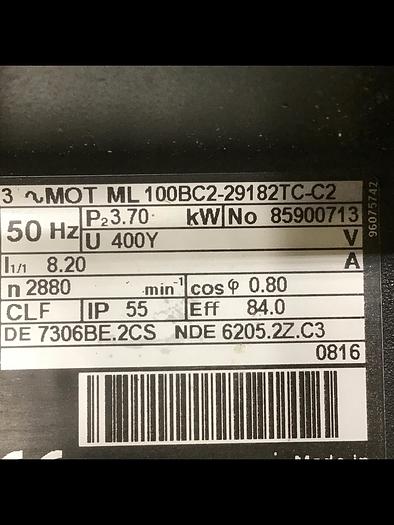 3 ∿MOT ML 100BC2-29182TC-C2
50 Hz P₂ 3.70 kW No 85900713
U 400Y V
I1/1 8.20 A
n 2880 min⁻¹ cos φ 0.80
CLF IP 55 Eff 84.0
DE 7306BE.2CS NDE 6205.2Z.C3
0816
96075742
Made in